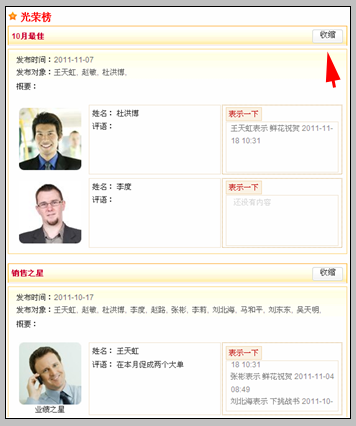 光荣榜
10月最佳
收缩
发布时间：2011-11-07
发布对象：王天虹、赵敏、杜洪博、
概要：
姓名： 杜洪博
评语：
表示一下
王天虹表示 鲜花祝贺 2011-11-
18 10:31
姓名： 李度
评语：
表示一下
还没有内容
销售之星
收缩
发布时间：2011-10-17
发布对象：王天虹、赵敏、杜洪博、李度、赵路、张彬、李莉、刘北海、马和平、刘东东、吴天明、
概要：
姓名： 王天虹
评语： 在本月促成两个大单
业绩之星
表示一下
18 10:31
张彬表示 鲜花祝贺 2011-11-04
08:49
刘北海表示 下挑战书 2011-10-